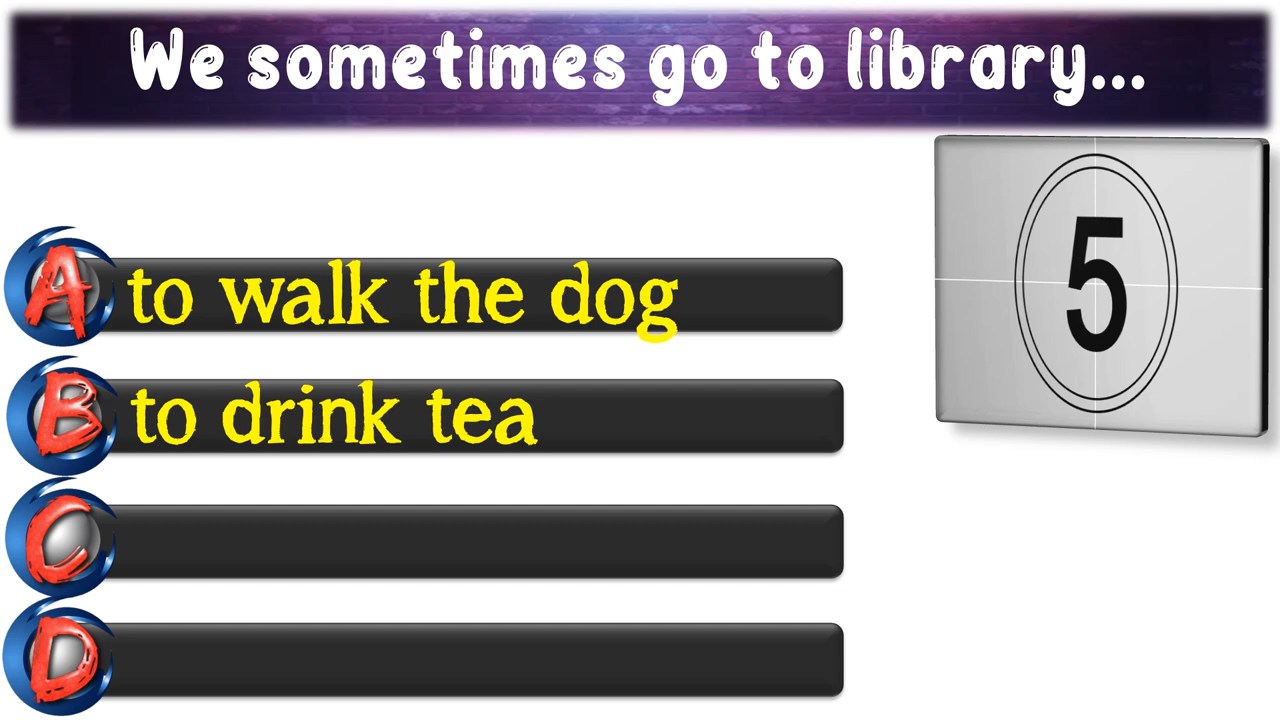 We sometimes go to library...
5
A to walk the dog
B to drink tea
C
D